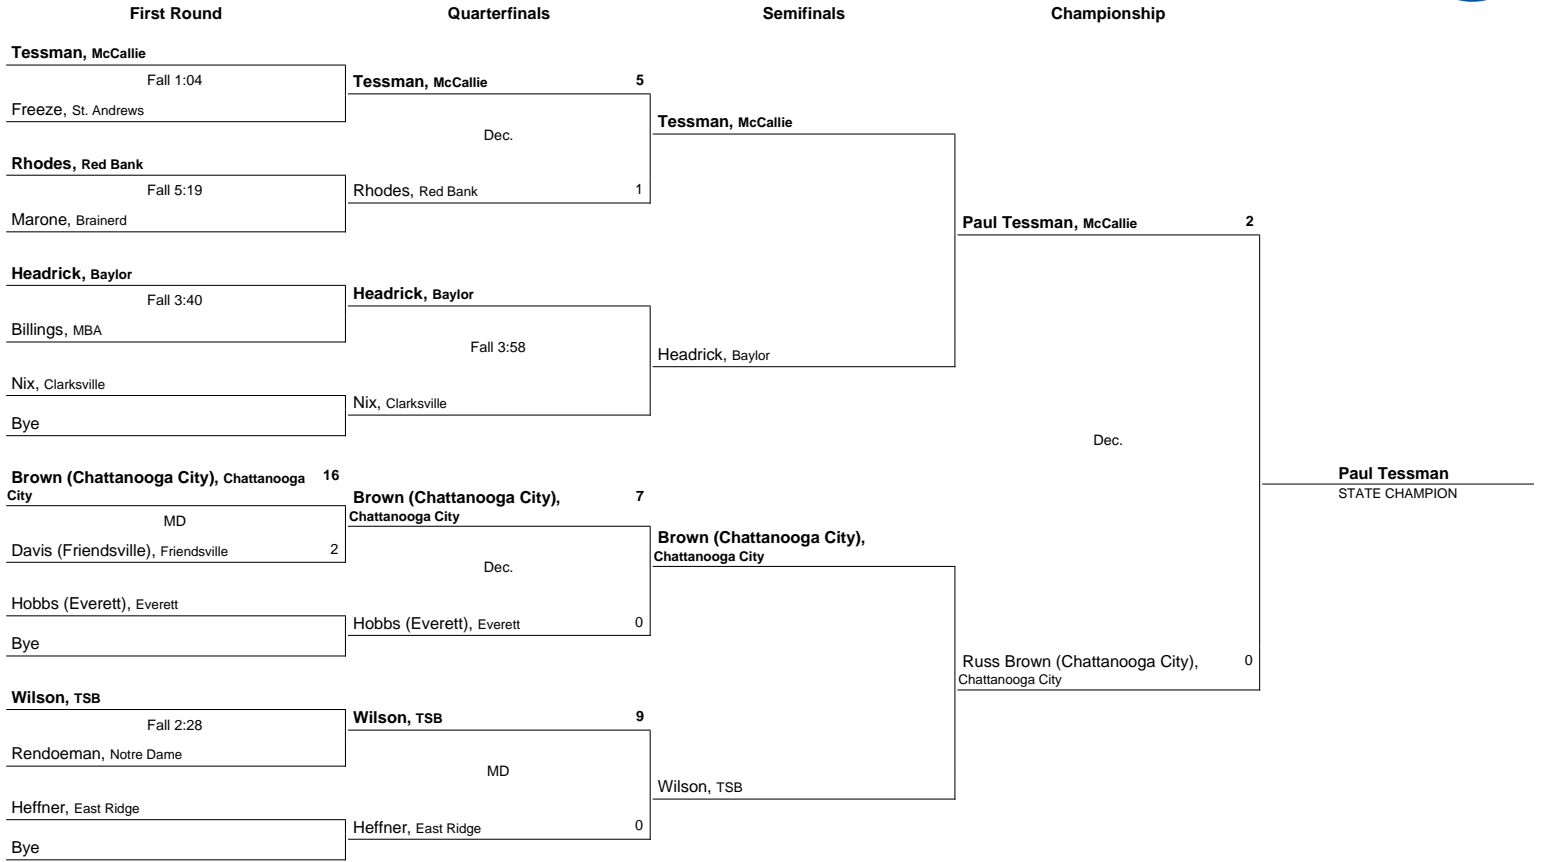 First Round
Quarterfinals
Semifinals
Championship
Tessman, McCallie
Fall 1:04
Freeze, St. Andrews
Rhodes, Red Bank
Fall 5:19
Marone, Brainerd
Headrick, Baylor
Fall 3:40
Billings, MBA
Nix, Clarksville
Bye
Brown (Chattanooga City), Chattanooga 16
City
MD
Davis (Friendsville), Friendsville 2
Hobbs (Everett), Everett
Bye
Wilson, TSB
Fall 2:28
Rendoeman, Notre Dame
Heffner, East Ridge
Bye
Tessman, McCallie 5
Dec.
Rhodes, Red Bank 1
Headrick, Baylor
Fall 3:58
Nix, Clarksville
Brown (Chattanooga City), 7
Chattanooga City
Dec.
Hobbs (Everett), Everett 0
Wilson, TSB 9
MD
Heffner, East Ridge 0
Tessman, McCallie
Headrick, Baylor
Brown (Chattanooga City),
Chattanooga City
Wilson, TSB
Paul Tessman, McCallie 2
Dec.
Russ Brown (Chattanooga City), 0
Chattanooga City
Paul Tessman
STATE CHAMPION